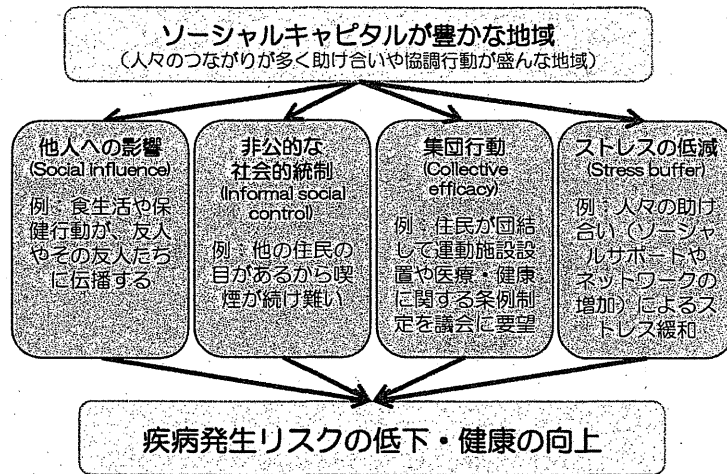 ソーシャルキャピタルが豊かな地域
(人々のつながりが多く助け合いや協調行動が盛んな地域)
他人への影響
(Social influence)
例:食生活や保
健行動が、友人
やその友人たち
に伝播する
非公的な
社会的統制
(Informal social
control)
例:他の住民の
目があるから喫
煙が続け難い
集団行動
(Collective
efficacy)
例:住民が団結
して運動施設設
置や医療・健康
に関する条例制
定を議会に要望
ストレスの低減
(Stress buffer)
例:人々の助け
合い(ソーシャ
ルサポートや
ネットワークの
増加)によるス
トレス緩和
疾病発生リスクの低下・健康の向上